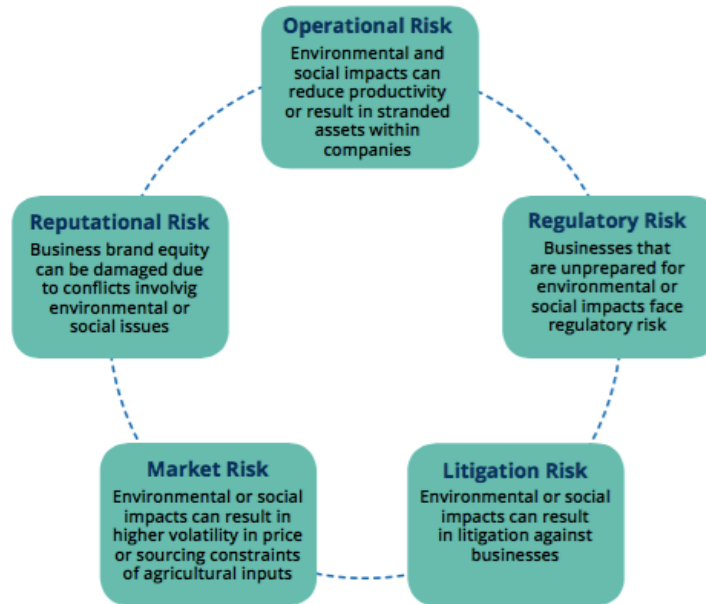 Operational Risk
Environmental and
social impacts can
reduce productivity
or result in stranded
assets within
companies
Reputational Risk
Business brand equity
can be damaged due
to conflicts involvig
environmental or
social issues
Regulatory Risk
Businesses that
are unprepared for
environmental or
social impacts face
regulatory risk
Market Risk
Environmental or social
impacts can result in
higher volatility in price
or sourcing constraints
of agricultural inputs
Litigation Risk
Environmental or social
impacts can result
in litigation against
businesses